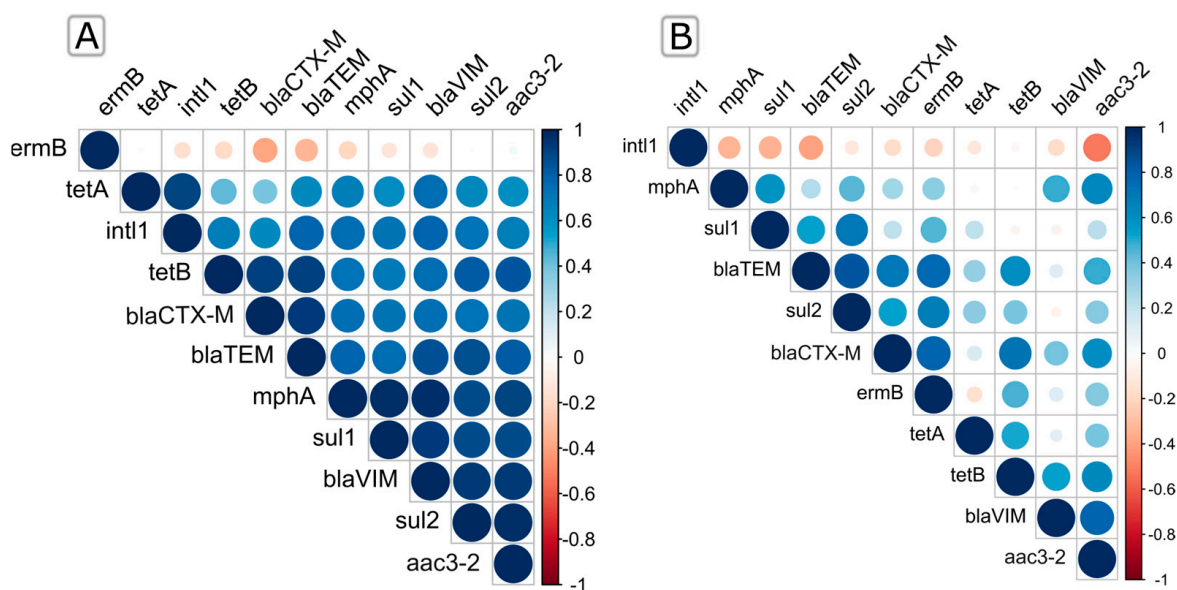 A
ermB tetA intI1 tetB blaCTX-M blaTEM mphA sul1 blaVIM sul2 aac3-2
ermB
tetA
intI1
tetB
blaCTX-M
blaTEM
mphA
sul1
blaVIM
sul2
aac3-2
1
0.8
0.6
0.4
0.2
0
-0.2
-0.4
-0.6
-0.8
-1
B
intI1 mphA sul1 blaTEM sul2 blaCTX-M ermB tetA tetB blaVIM aac3-2
intI1
mphA
sul1
blaTEM
sul2
blaCTX-M
ermB
tetA
tetB
blaVIM
aac3-2
1
0.8
0.6
0.4
0.2
0
-0.2
-0.4
-0.6
-0.8
-1